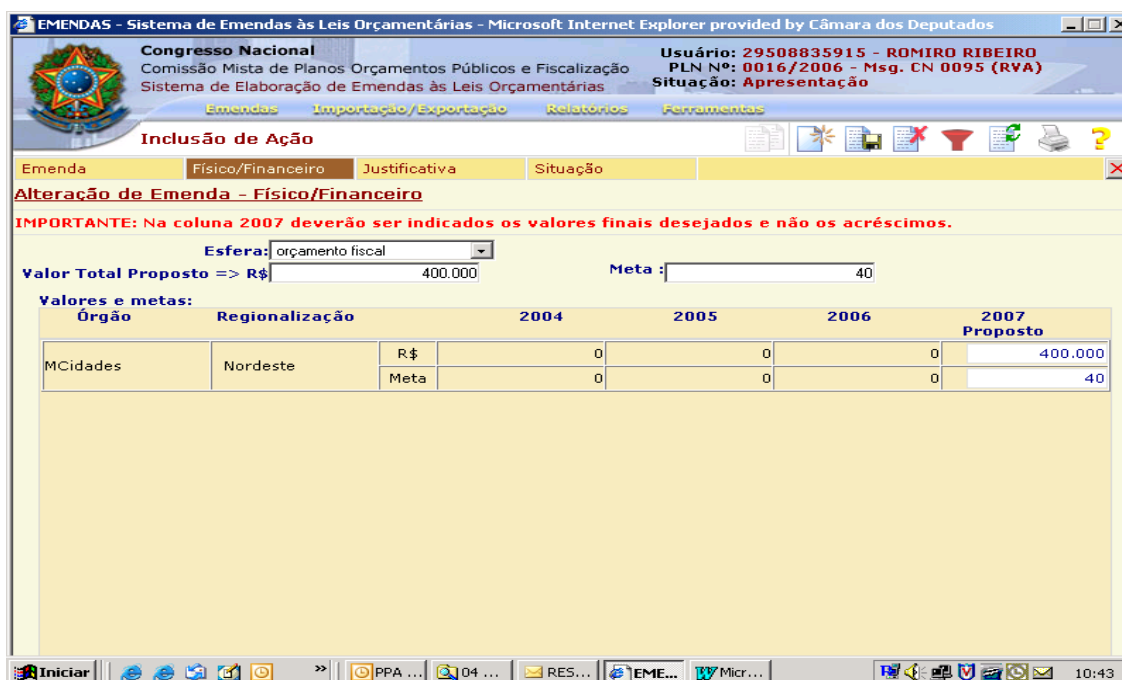 EMENDAS - Sistema de Emendas às Leis Orçamentárias - Microsoft Internet Explorer provided by Câmara dos Deputados
Congresso Nacional
Comissão Mista de Planos Orçamentos Públicos e Fiscalização
Sistema de Elaboração de Emendas às Leis Orçamentárias
Usuário: 29508835915 - ROMIRO RIBEIRO
PLN Nº: 0016/2006 - Msg. CN 0095 (RVA)
Situação: Apresentação
Emendas Importação/Exportação Relatórios Ferramentas
Inclusão de Ação
Emenda Físico/Financeiro Justificativa Situação
Alteração de Emenda - Físico/Financeiro
IMPORTANTE: Na coluna 2007 deverão ser indicados os valores finais desejados e não os acréscimos.
Esfera: orçamento fiscal
Valor Total Proposto => R$ 400.000 Meta : 40
Valores e metas:
Órgão Regionalização 2004 2005 2006 2007 Proposto
MCidades Nordeste R$ 0 0 0 400.000
Meta 0 0 0 40
Iniciar » PPA ... 04 ... RES... EME... Micr... 10:43